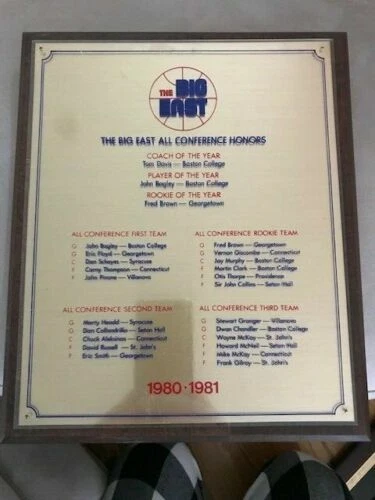 THE BIG EAST
THE BIG EAST ALL CONFERENCE HONORS
COACH OF THE YEAR
Tom Davis — Boston College
PLAYER OF THE YEAR
John Bagley — Boston College
ROOKIE OF THE YEAR
Fred Brown — Georgetown
ALL CONFERENCE FIRST TEAM
G John Bagley — Boston College
G Eric Floyd — Georgetown
C Dan Schayes — Syracuse
F Corny Thompson — Connecticut
F John Pinone — Villanova
ALL CONFERENCE ROOKIE TEAM
G Fred Brown — Georgetown
G Vernon Giscombe — Connecticut
C Jay Murphy — Boston College
F Martin Clark — Boston College
F Otis Thorpe — Providence
F Sir John Collins — Seton Hall
ALL CONFERENCE SECOND TEAM
G Marty Headd — Syracuse
G Dan Callandrillo — Seton Hall
C Chuck Aleksinas — Connecticut
F David Russell — St. John's
F Eric Smith — Georgetown
ALL CONFERENCE THIRD TEAM
G Stewart Granger — Villanova
G Dwan Chandler — Boston College
C Wayne McKoy — St. John's
F Howard McNeil — Seton Hall
F Mike McKay — Connecticut
F Frank Gilroy — St. John's
1980 · 1981